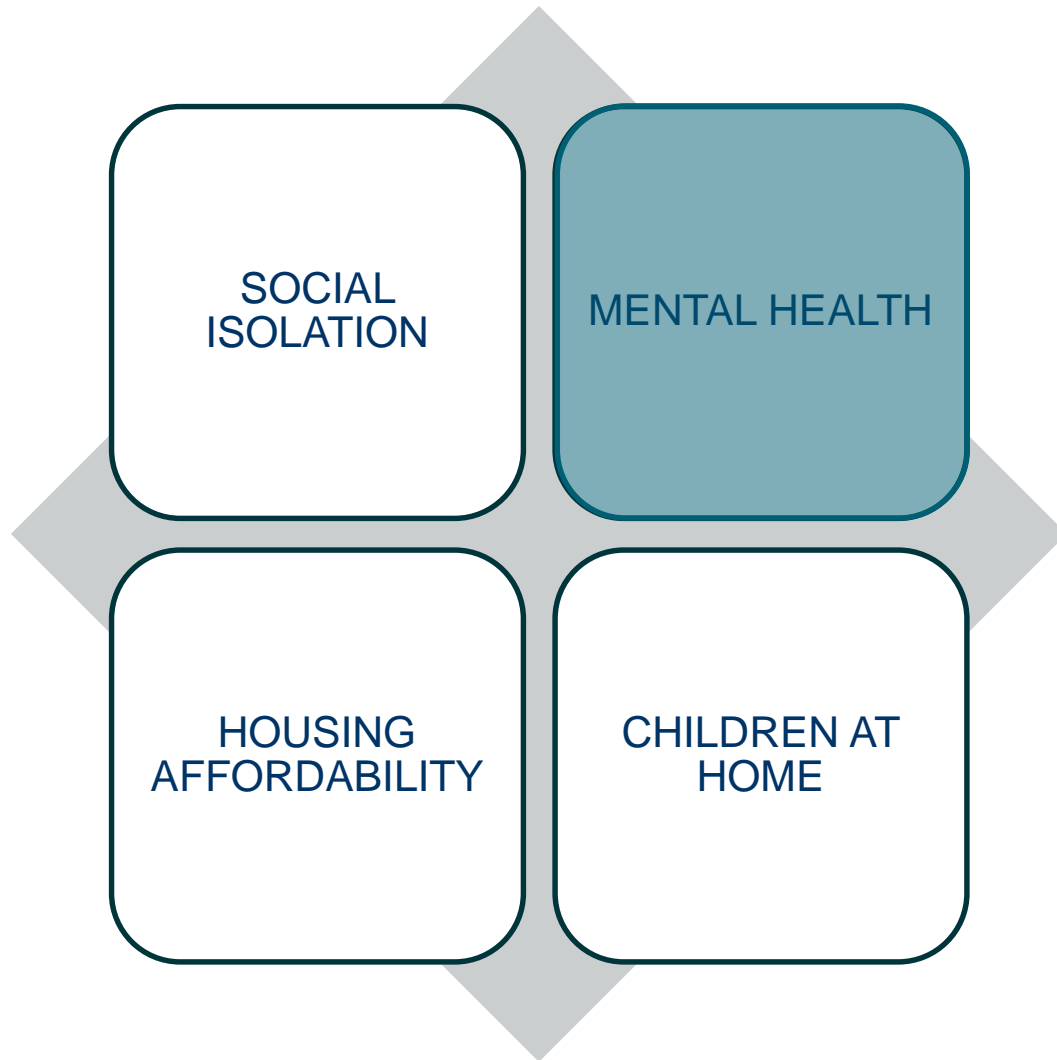 SOCIAL
ISOLATION
MENTAL HEALTH
HOUSING
AFFORDABILITY
CHILDREN AT
HOME